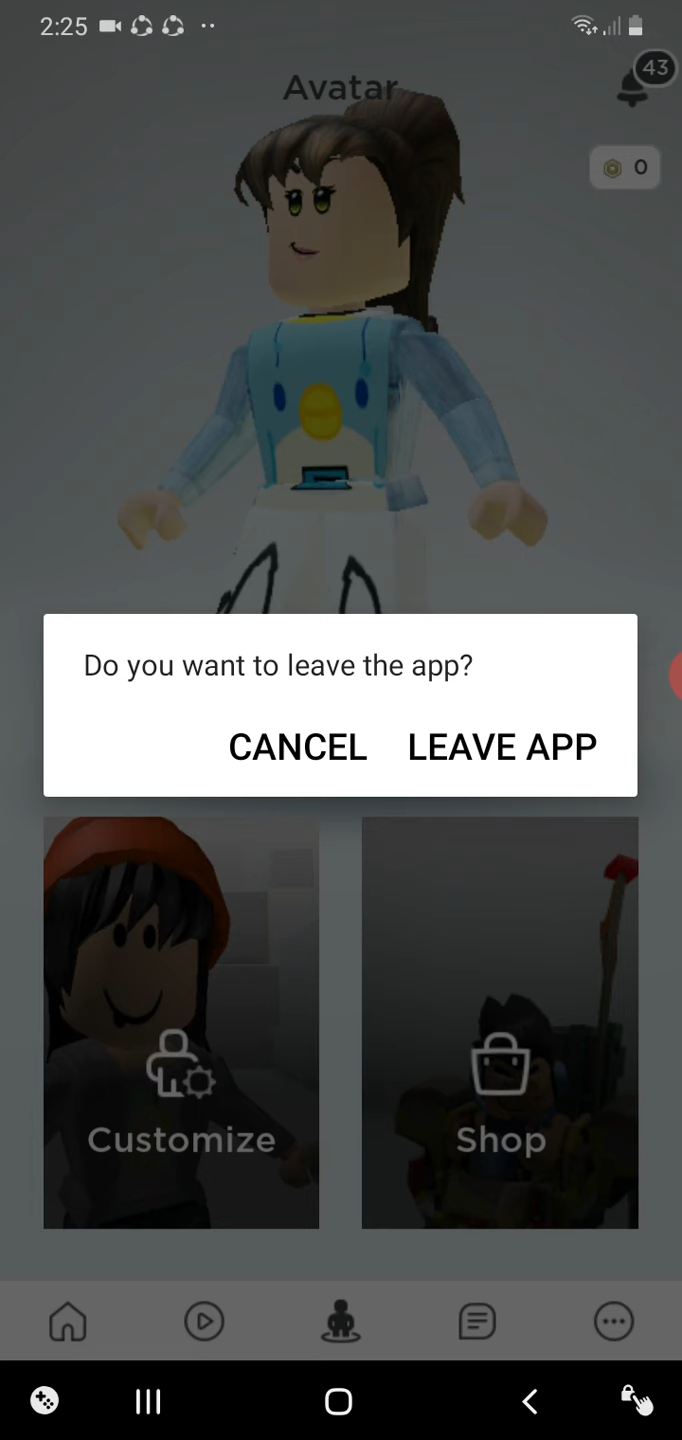 2:25
43
Avatar
0
Do you want to leave the app?
CANCEL LEAVE APP
Customize Shop